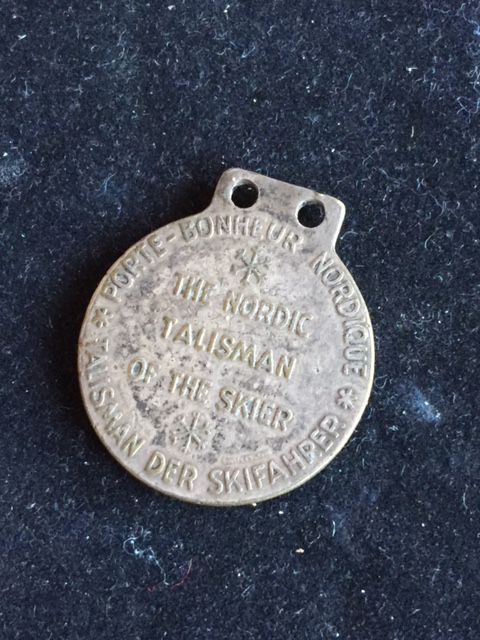 PORTE-BONHEUR NORDIQUE
THE NORDIC
TALISMAN
OF THE SKIER
TALISMAN DER SKIFAHRER